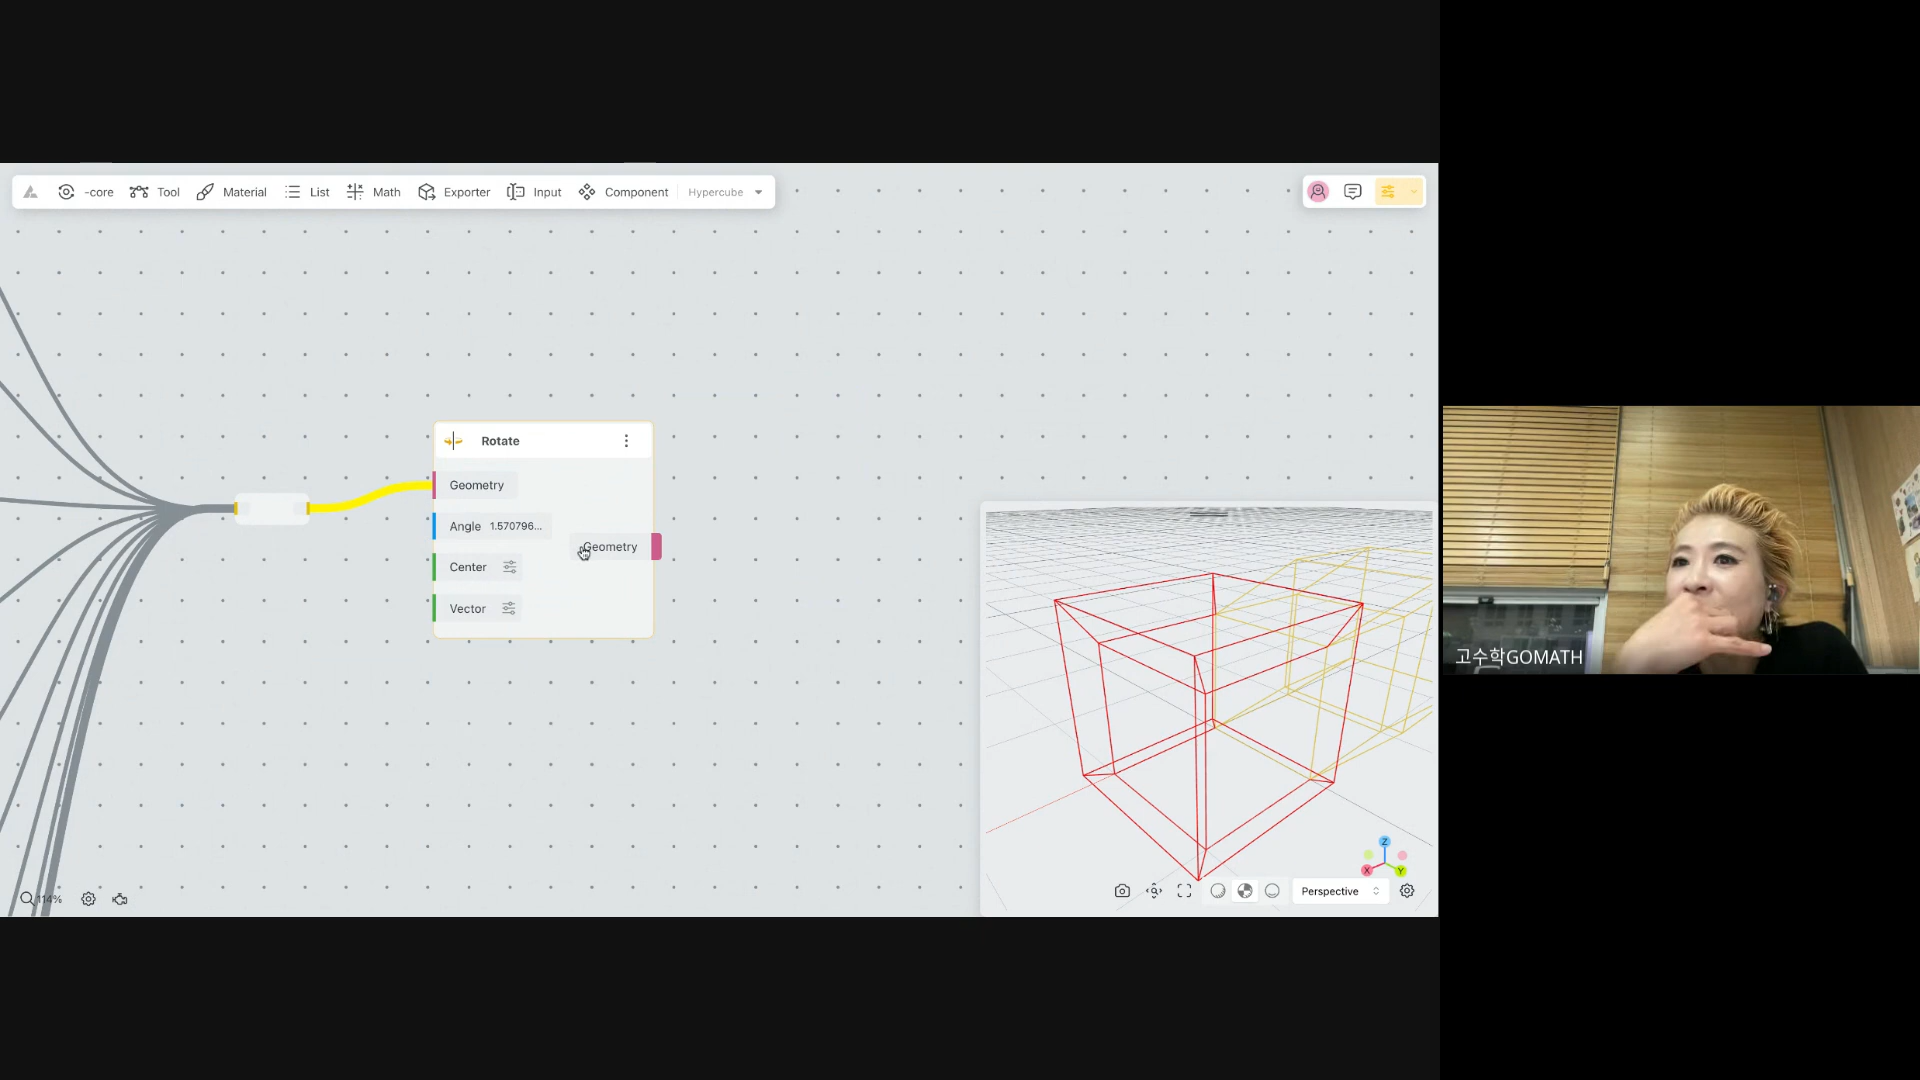 -core Tool Material List Math Exporter Input Component Hypercube
Rotate
Geometry
Angle 1.570796...
Geometry
Center
Vector
Z
X
Y
114%
Perspective
고수학GOMATH